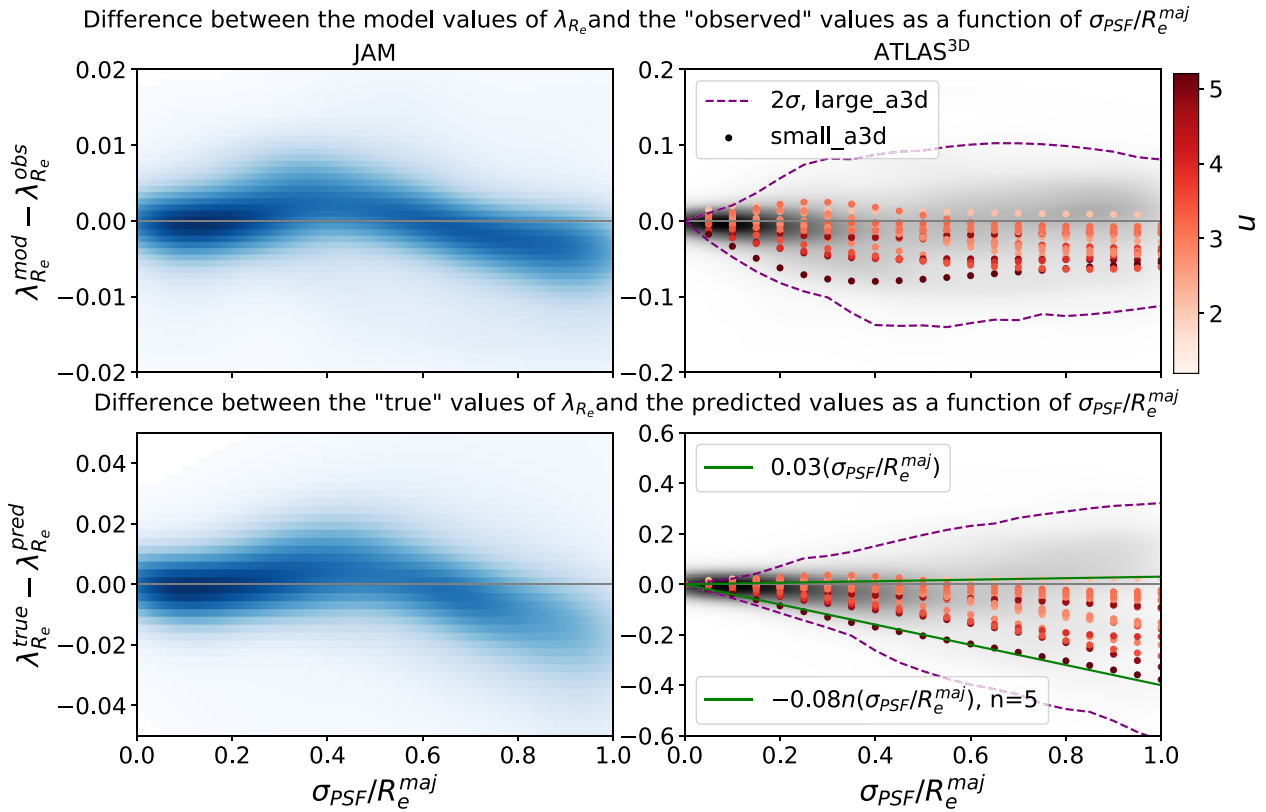 Difference between the model values of λ_{R_e} and the "observed" values as a function of σ_{PSF}/R_e^{maj}
JAM
ATLAS^{3D}
0.02
0.01
0.00
−0.01
−0.02
λ_{R_e}^{mod} − λ_{R_e}^{obs}
0.2
0.1
0.0
−0.1
−0.2
2σ, large_a3d
small_a3d
5
4
3
2
n
Difference between the "true" values of λ_{R_e} and the predicted values as a function of σ_{PSF}/R_e^{maj}
0.04
0.02
0.00
−0.02
−0.04
λ_{R_e}^{true} − λ_{R_e}^{pred}
0.0 0.2 0.4 0.6 0.8 1.0
σ_{PSF}/R_e^{maj}
0.6
0.4
0.2
0.0
−0.2
−0.4
−0.6
0.03(σ_{PSF}/R_e^{maj})
−0.08n(σ_{PSF}/R_e^{maj}), n=5
0.0 0.2 0.4 0.6 0.8 1.0
σ_{PSF}/R_e^{maj}